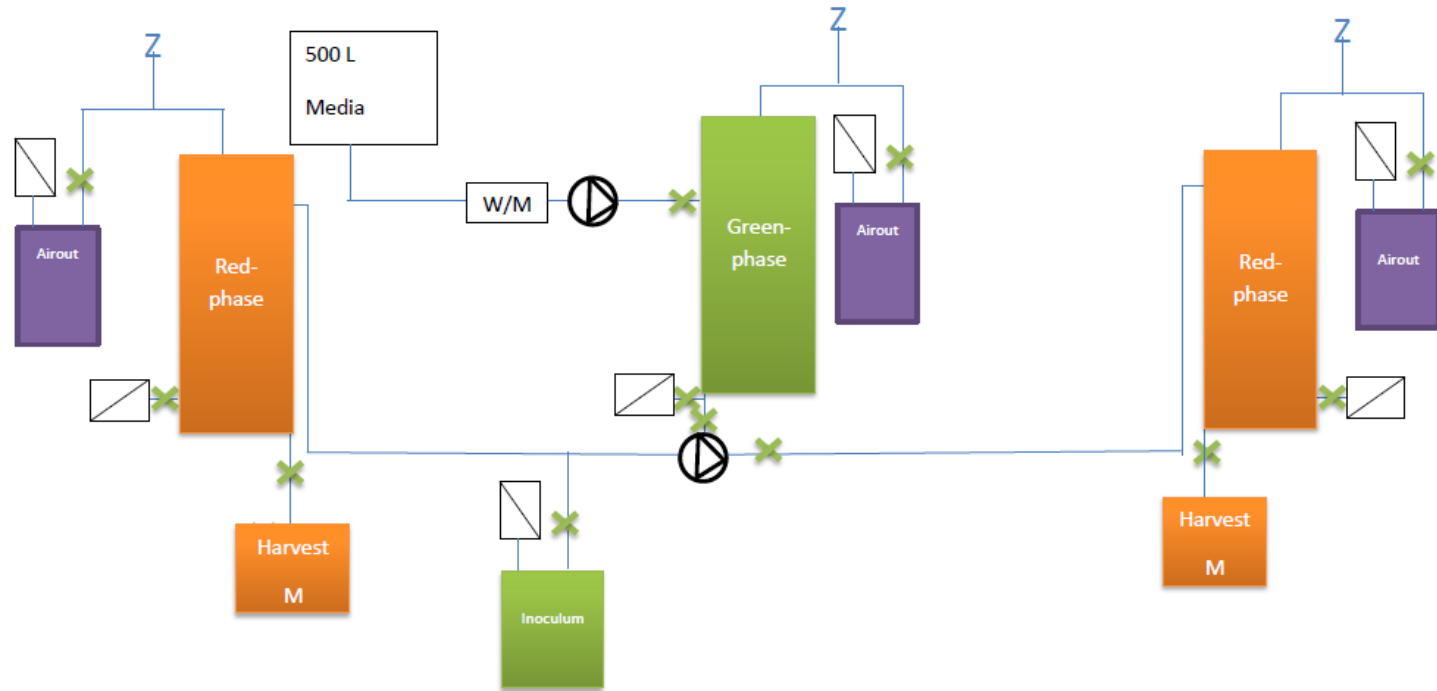 Z
Z
Z
500 L
Media
W/M
Airout
Red-
phase
Green-
phase
Airout
Red-
phase
Airout
Harvest
M
Inoculum
Harvest
M